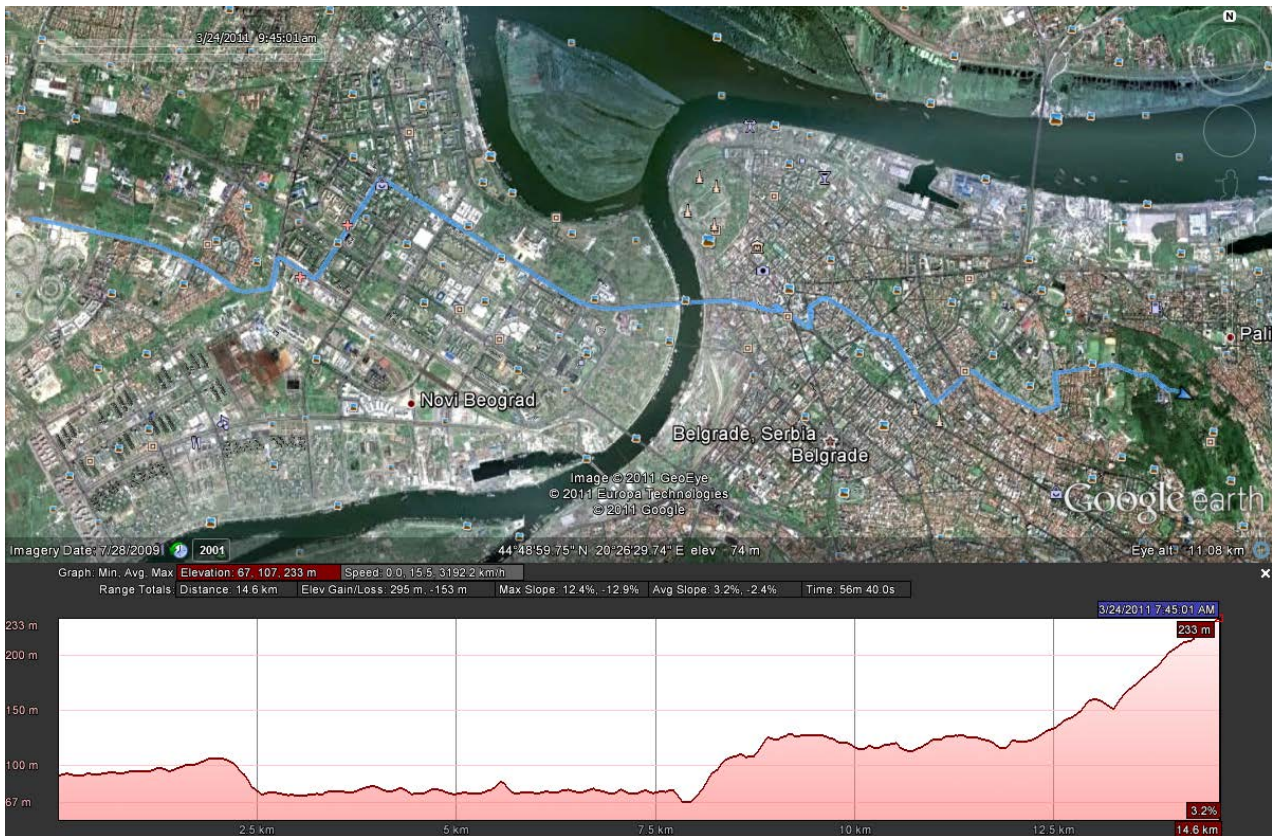 N
3/24/2011 9:45:01 am
Pali
Novi Beograd
Belgrade, Serbia
Belgrade
Image © 2011 GeoEye
© 2011 Europa Technologies
© 2011 Google
Google earth
Imagery Date: 7/28/2009 2001 44°48'59.75" N 20°26'29.74" E elev 74 m Eye alt 11.08 km
Graph: Min, Avg, Max Elevation: 67, 107, 233 m Speed: 0.0, 15.5, 3192.2 km/h
Range Totals: Distance: 14.6 km Elev Gain/Loss: 295 m, -153 m Max Slope: 12.4%, -12.9% Avg Slope: 3.2%, -2.4% Time: 56m 40.0s
3/24/2011 7:45:01 AM
233 m 233 m
200 m
150 m
100 m
67 m 3.2%
2.5 km 5 km 7.5 km 10 km 12.5 km 14.6 km